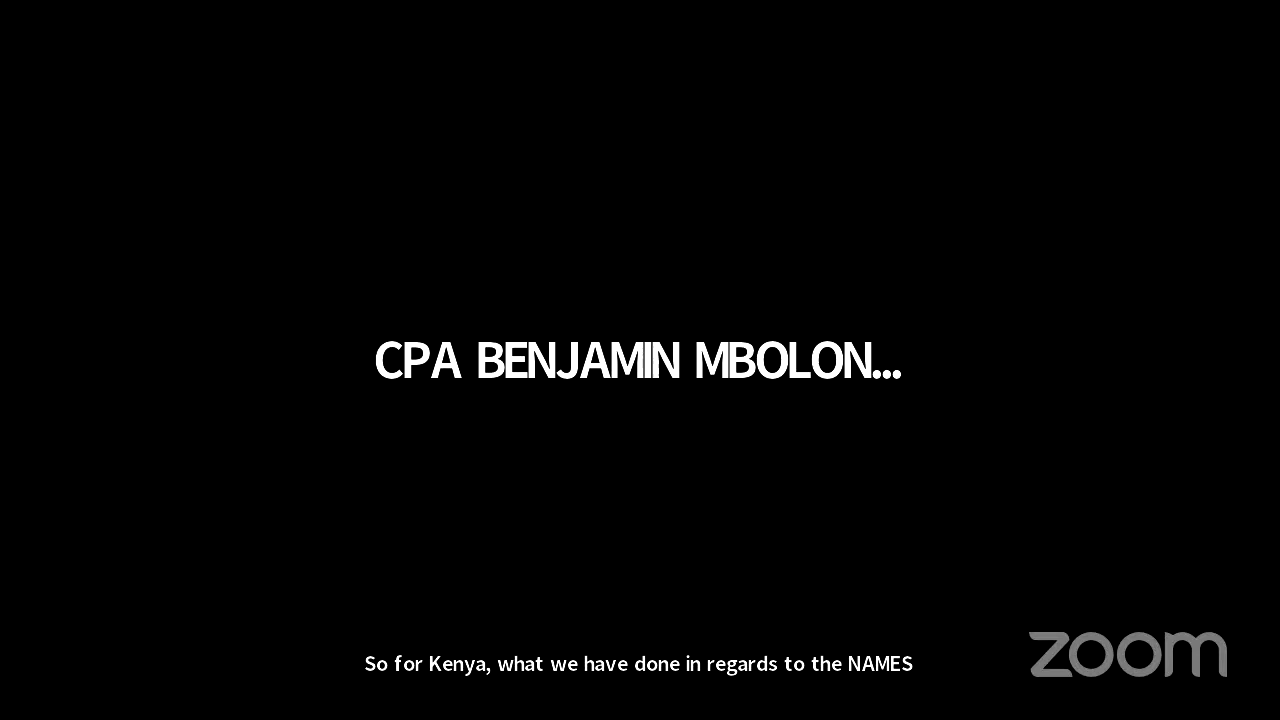 CPA BENJAMIN MBOLON...
So for Kenya, what we have done in regards to the NAMES
zoom